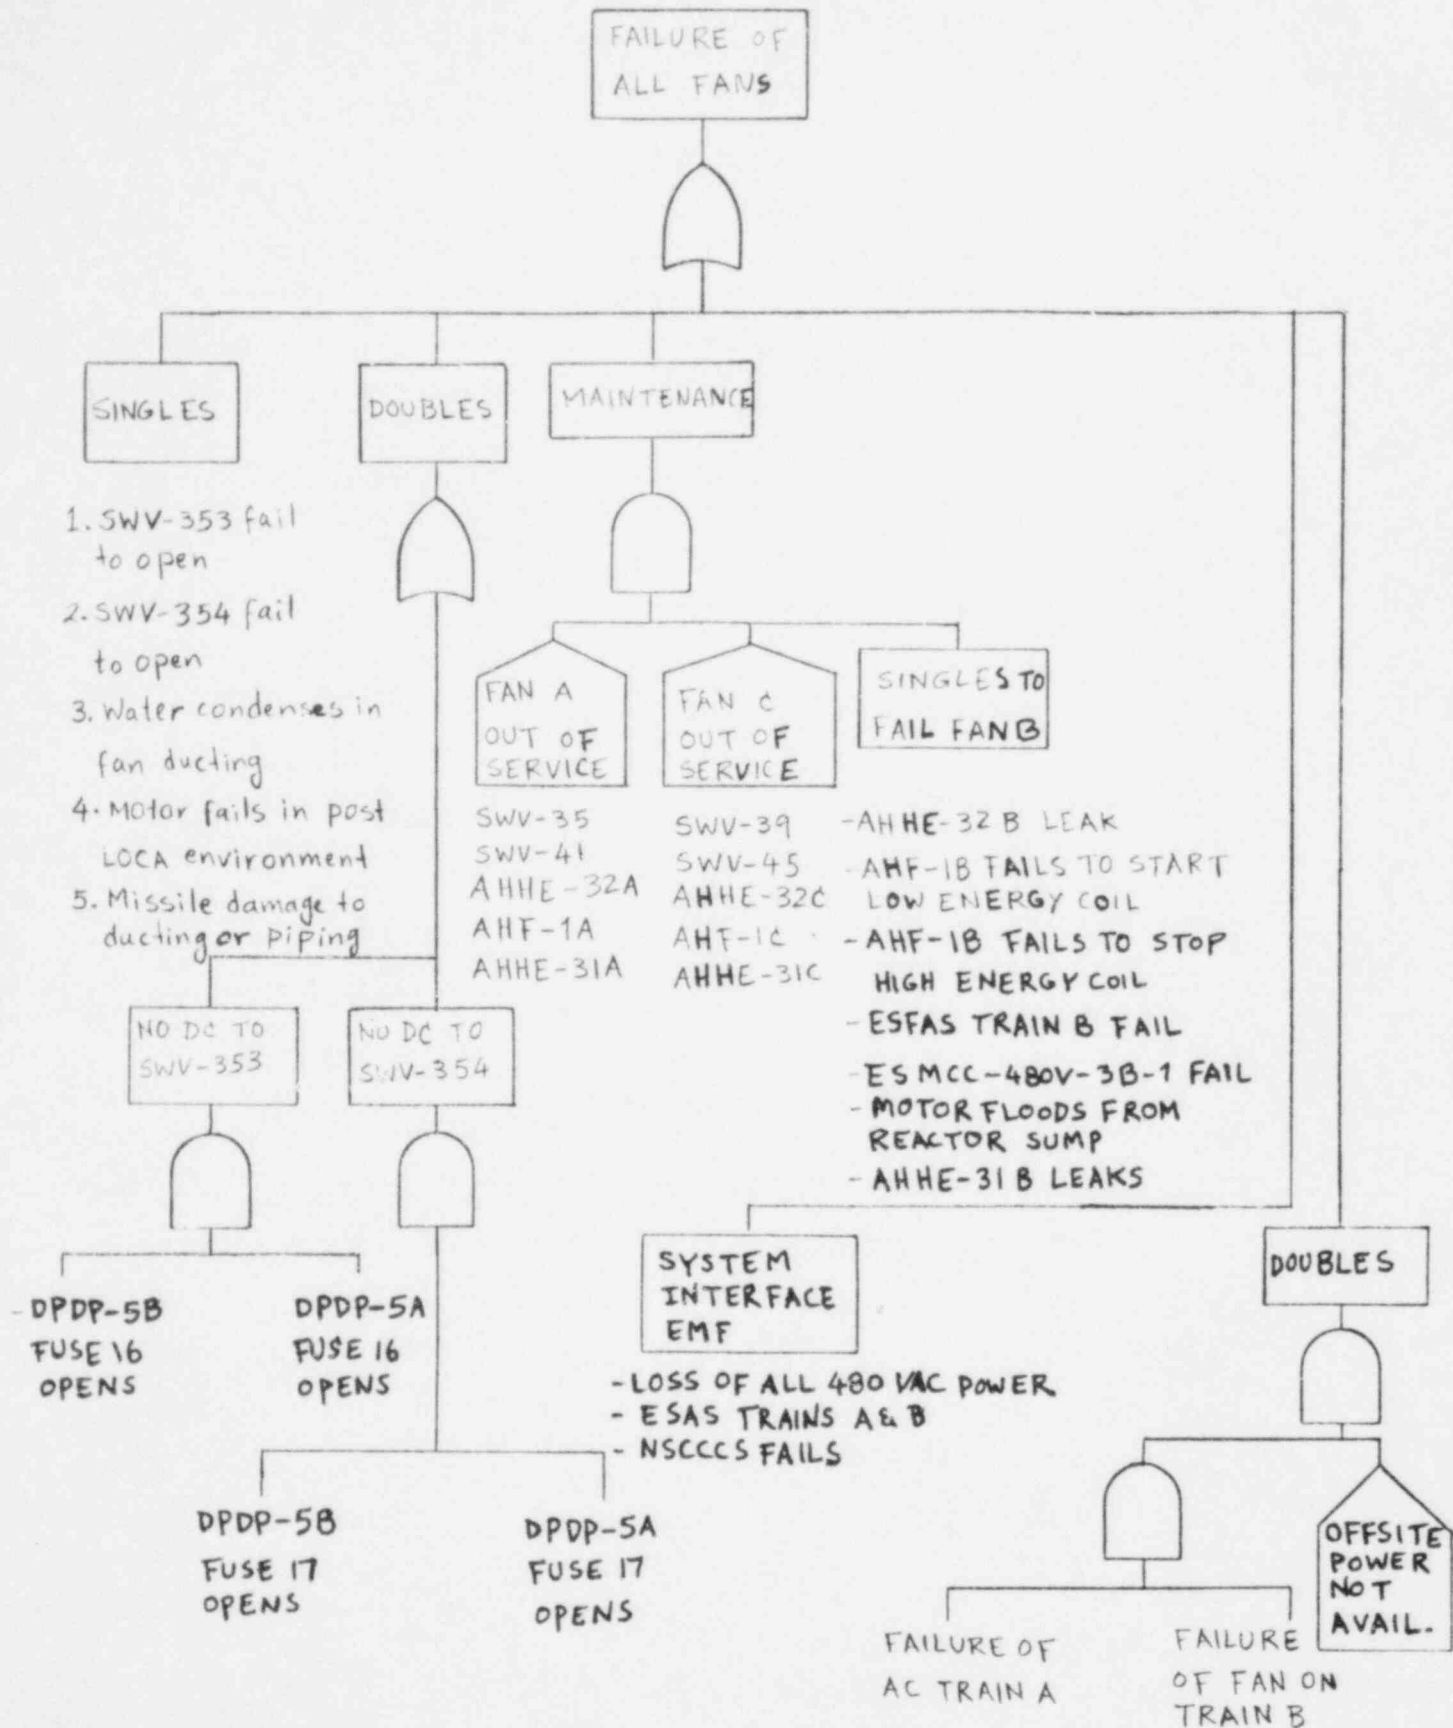 FAILURE OF
ALL FANS
SINGLES
1. SWV-353 fail
to open
2. SWV-354 fail
to open
3. Water condenses in
fan ducting
4. Motor fails in post
LOCA environment
5. Missile damage to
ducting or piping
DOUBLES
NO DC TO
SWV-353
DPDP-5B
FUSE 16
OPENS
DPDP-5A
FUSE 16
OPENS
NO DC TO
SWV-354
DPDP-5B
FUSE 17
OPENS
DPDP-5A
FUSE 17
OPENS
MAINTENANCE
FAN A
OUT OF
SERVICE
SWV-35
SWV-41
AHHE-32A
AHF-1A
AHHE-31A
FAN C
OUT OF
SERVICE
SWV-39
SWV-45
AHHE-32C
AHF-1C
AHHE-31C
SINGLES TO
FAIL FAN B
-AHHE-32 B LEAK
-AHF-1B FAILS TO START
LOW ENERGY COIL
-AHF-1B FAILS TO STOP
HIGH ENERGY COIL
-ESFAS TRAIN B FAIL
-ES MCC-480V-3B-1 FAIL
-MOTOR FLOODS FROM
REACTOR SUMP
-AHHE-31 B LEAKS
SYSTEM
INTERFACE
EMF
-LOSS OF ALL 480 VAC POWER
-ESAS TRAINS A & B
-NSCCCS FAILS
DOUBLES
FAILURE OF
AC TRAIN A
FAILURE
OF FAN ON
TRAIN B
OFFSITE
POWER
NOT
AVAIL.